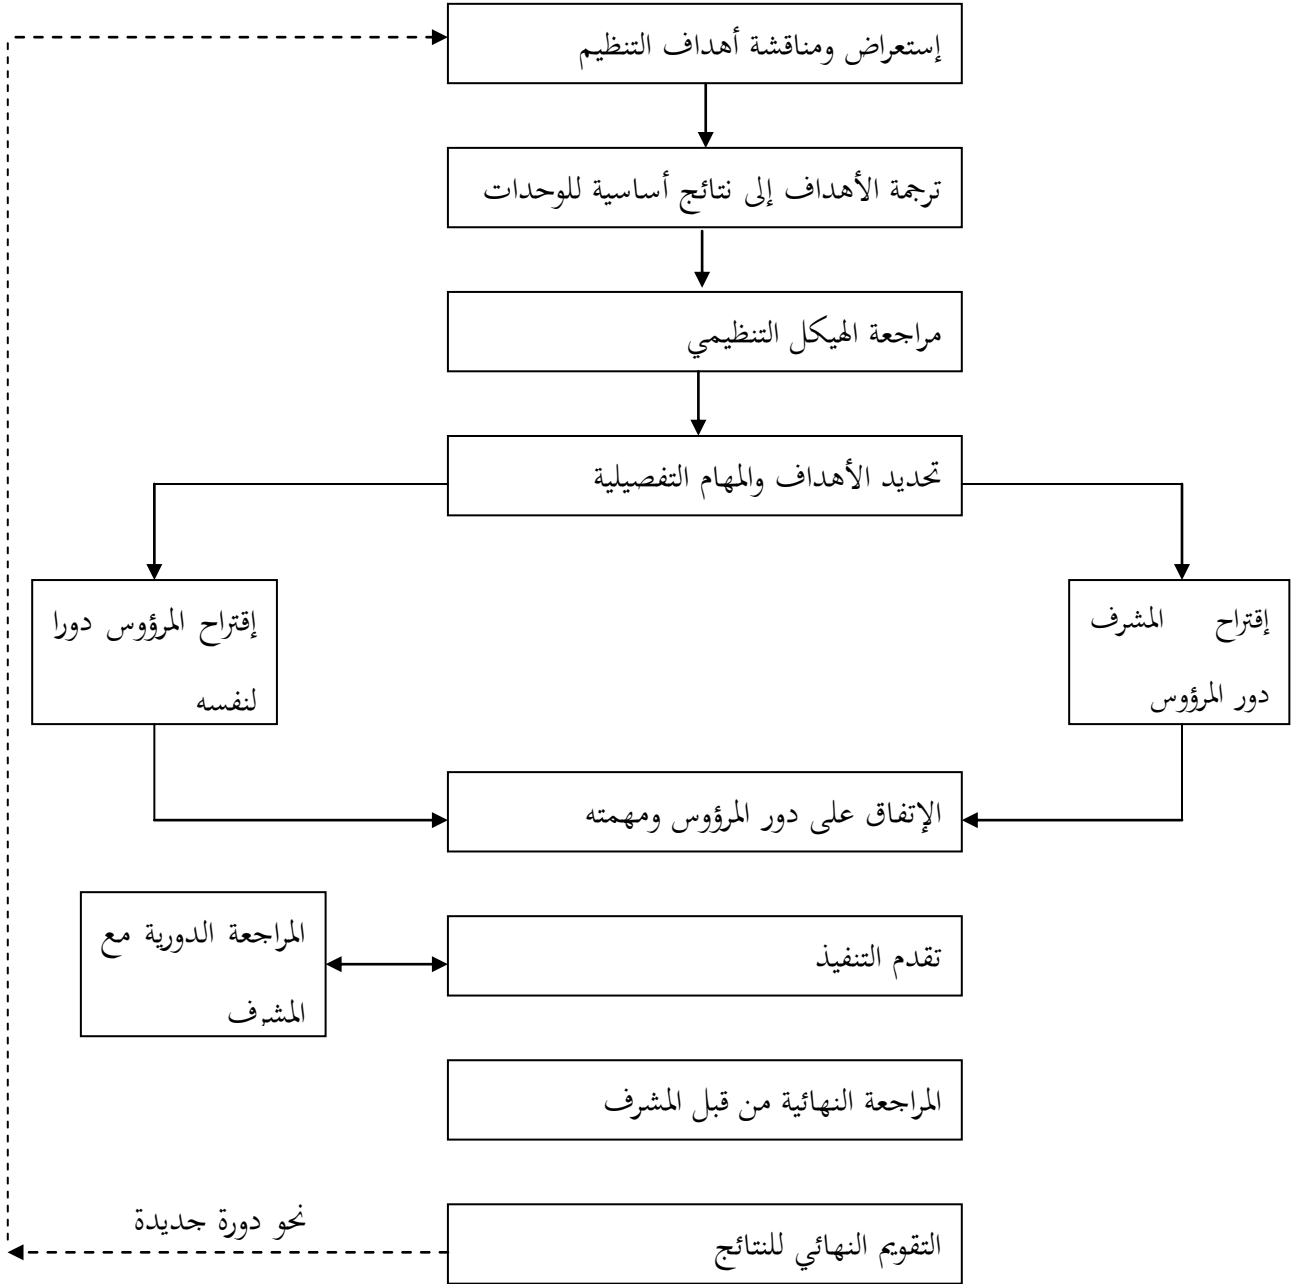 إستعراض ومناقشة أهداف التنظيم
ترجمة الأهداف إلى نتائج أساسية للوحدات
مراجعة الهيكل التنظيمي
تحديد الأهداف والمهام التفصيلية
إقتراح المشرف
دور المرؤوس
إقتراح المرؤوس دورا
لنفسه
الإتفاق على دور المرؤوس ومهمته
تقدم التنفيذ
المراجعة الدورية مع
المشرف
المراجعة النهائية من قبل المشرف
التقويم النهائي للنتائج
نحو دورة جديدة